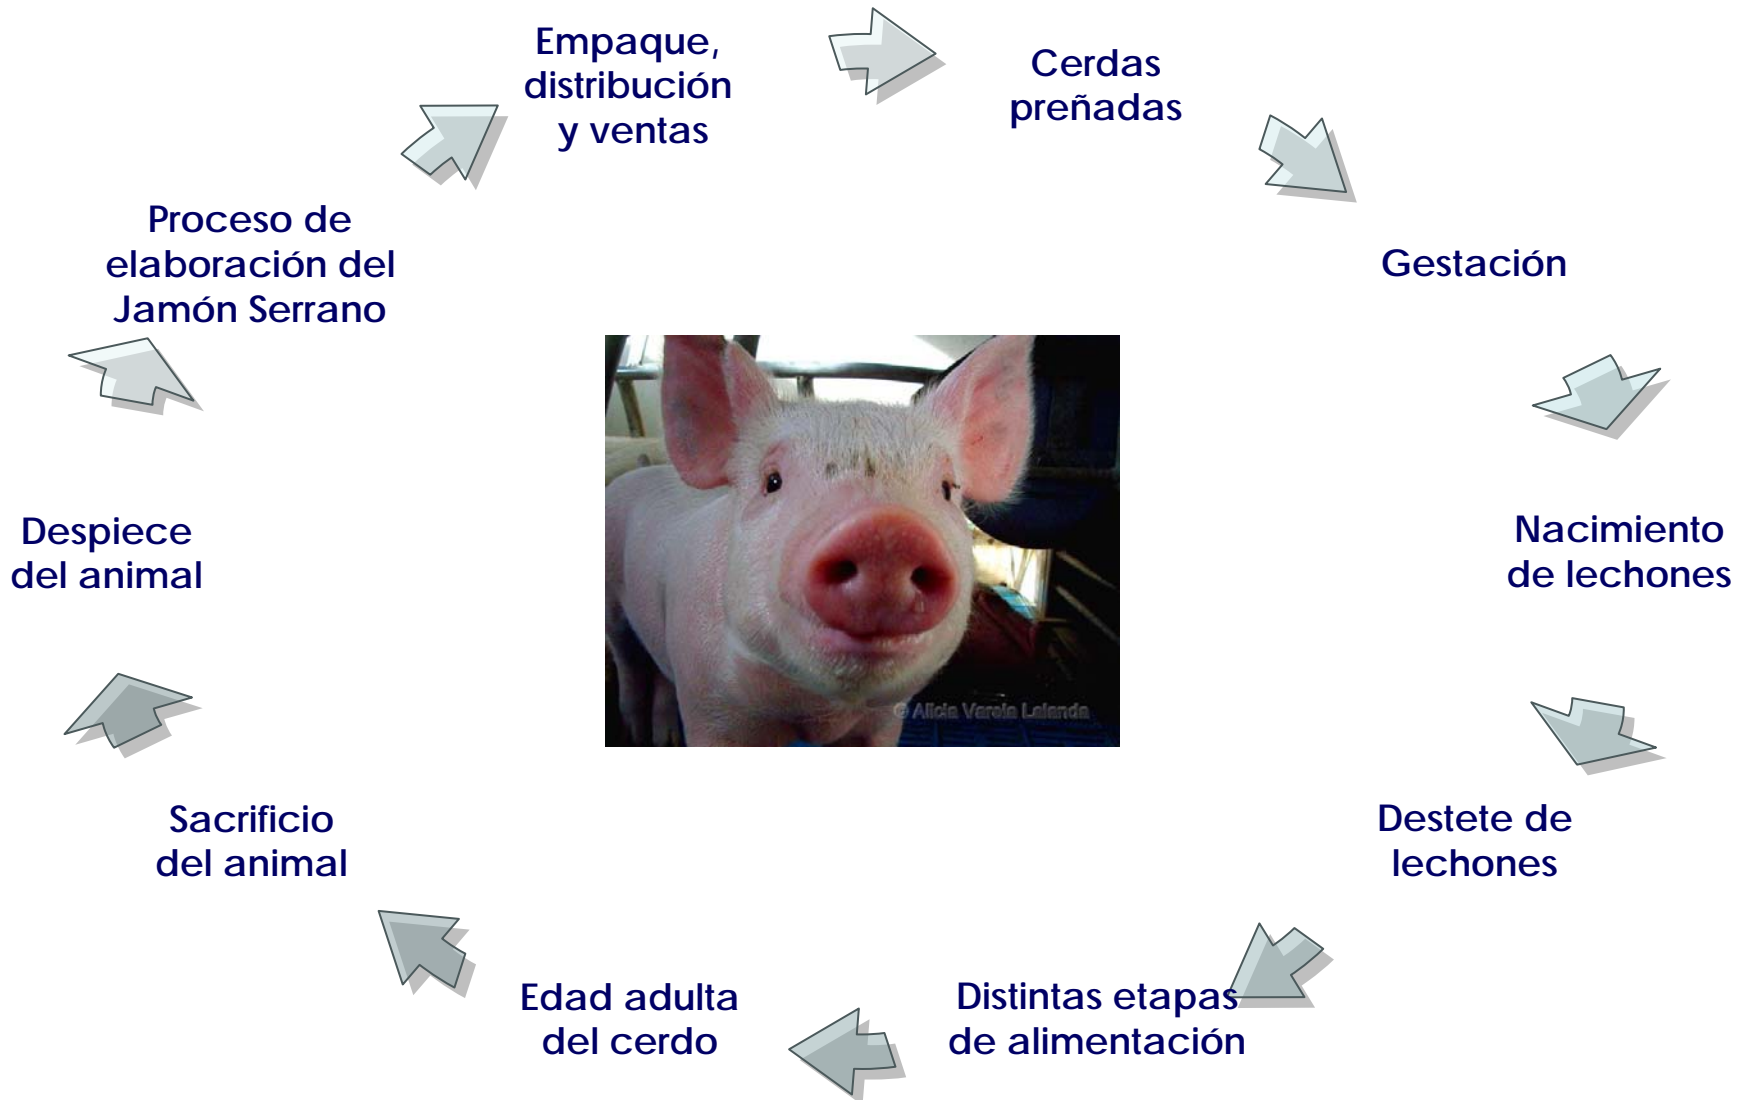 Empaque,
distribución
y ventas
Cerdas
preñadas
Gestación
Nacimiento
de lechones
Destete de
lechones
Distintas etapas
de alimentación
Edad adulta
del cerdo
Sacrificio
del animal
Despiece
del animal
Proceso de
elaboración del
Jamón Serrano
© Alicia Varela Lalanda